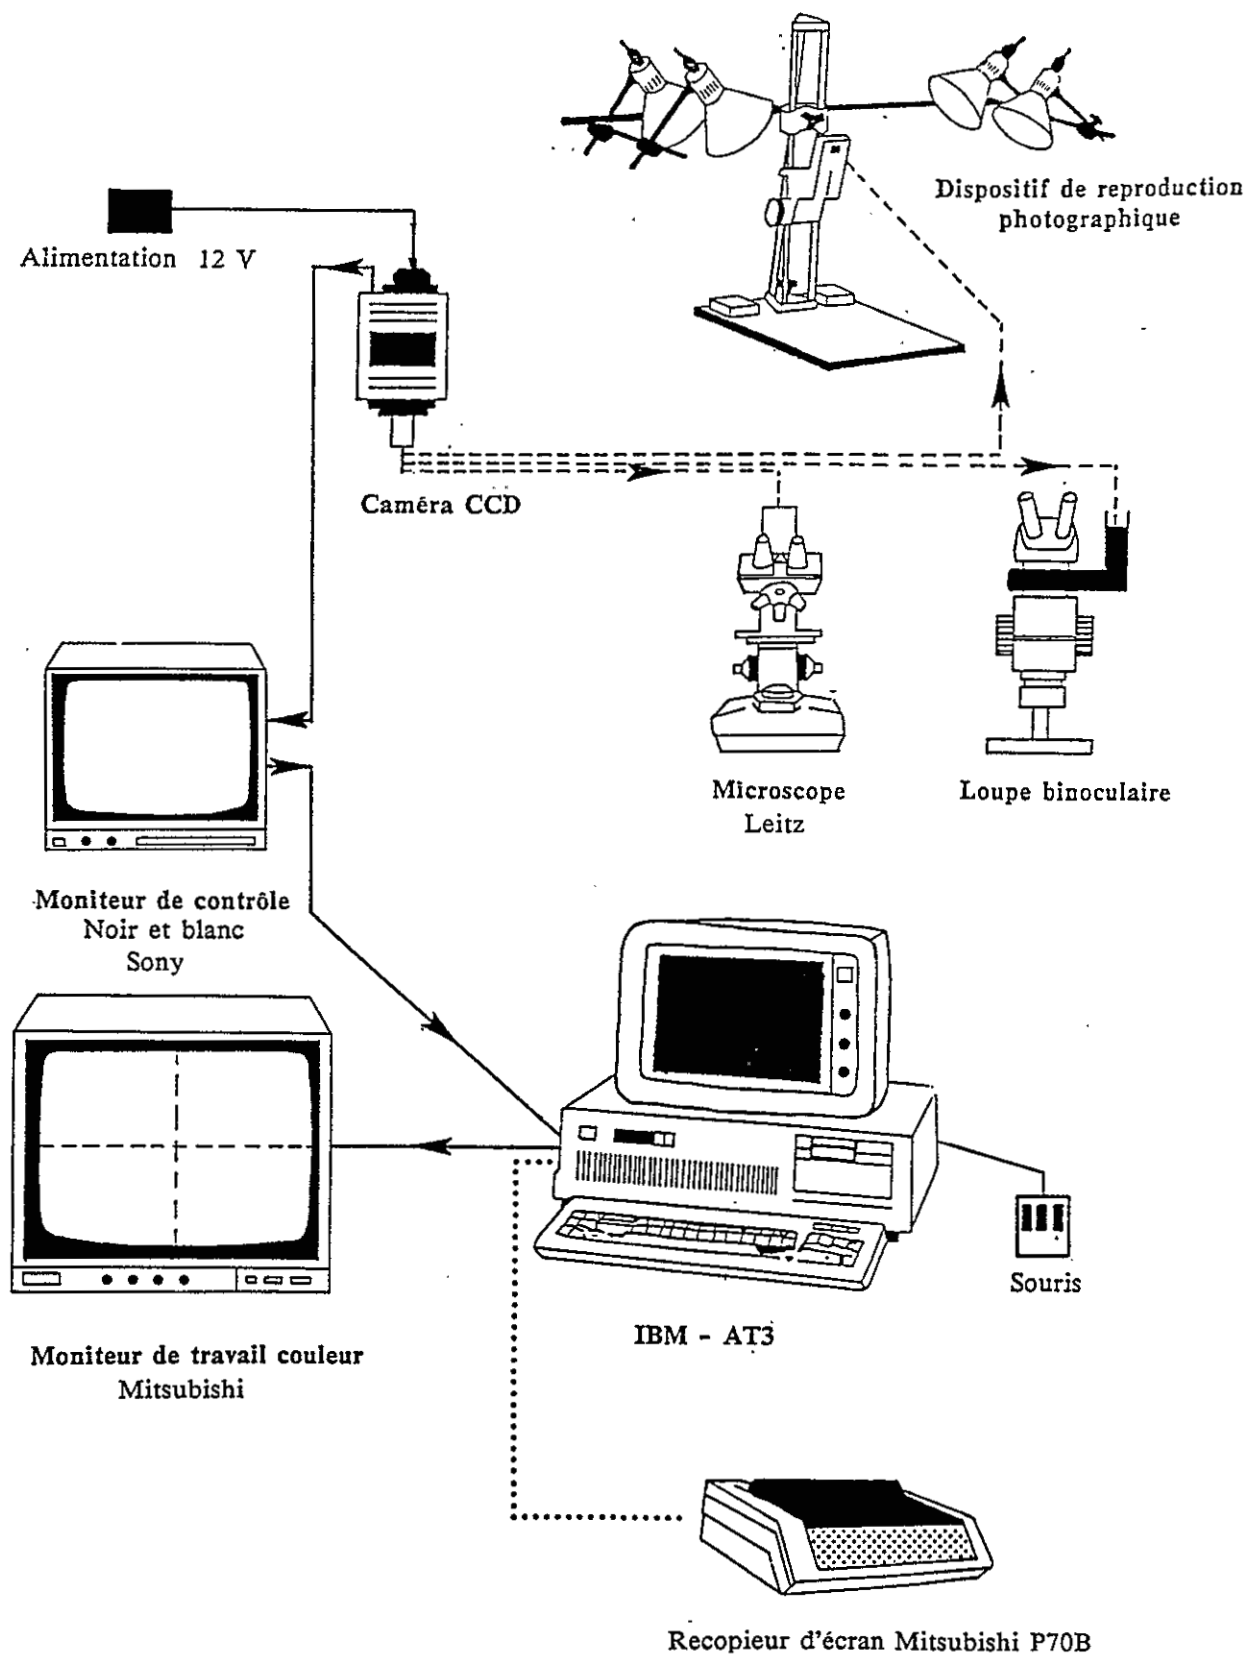 Dispositif de reproduction
photographique
Alimentation 12 V
Caméra CCD
Microscope
Leitz
Loupe binoculaire
Moniteur de contrôle
Noir et blanc
Sony
Souris
IBM - AT3
Moniteur de travail couleur
Mitsubishi
Recopieur d'écran Mitsubishi P70B